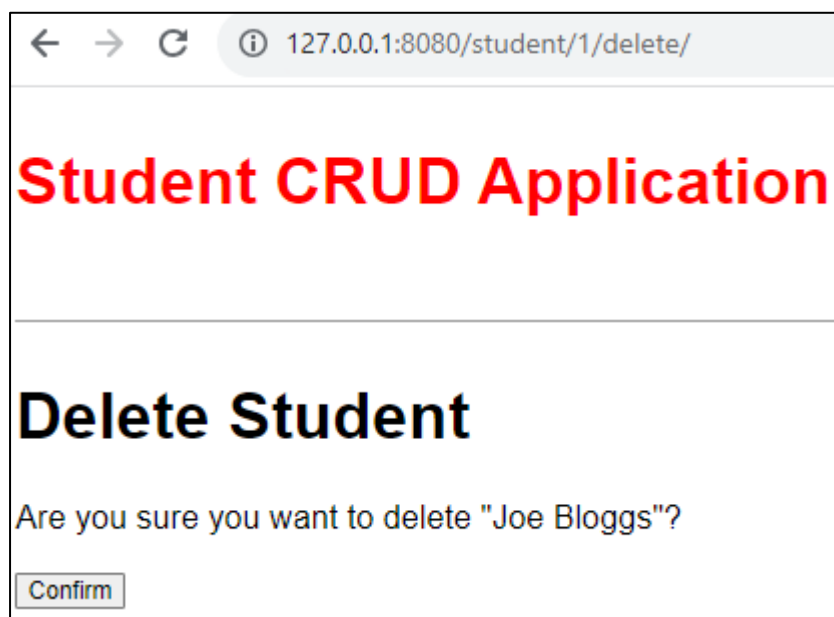 127.0.0.1:8080/student/1/delete/
Student CRUD Application
Delete Student
Are you sure you want to delete "Joe Bloggs"?
Confirm